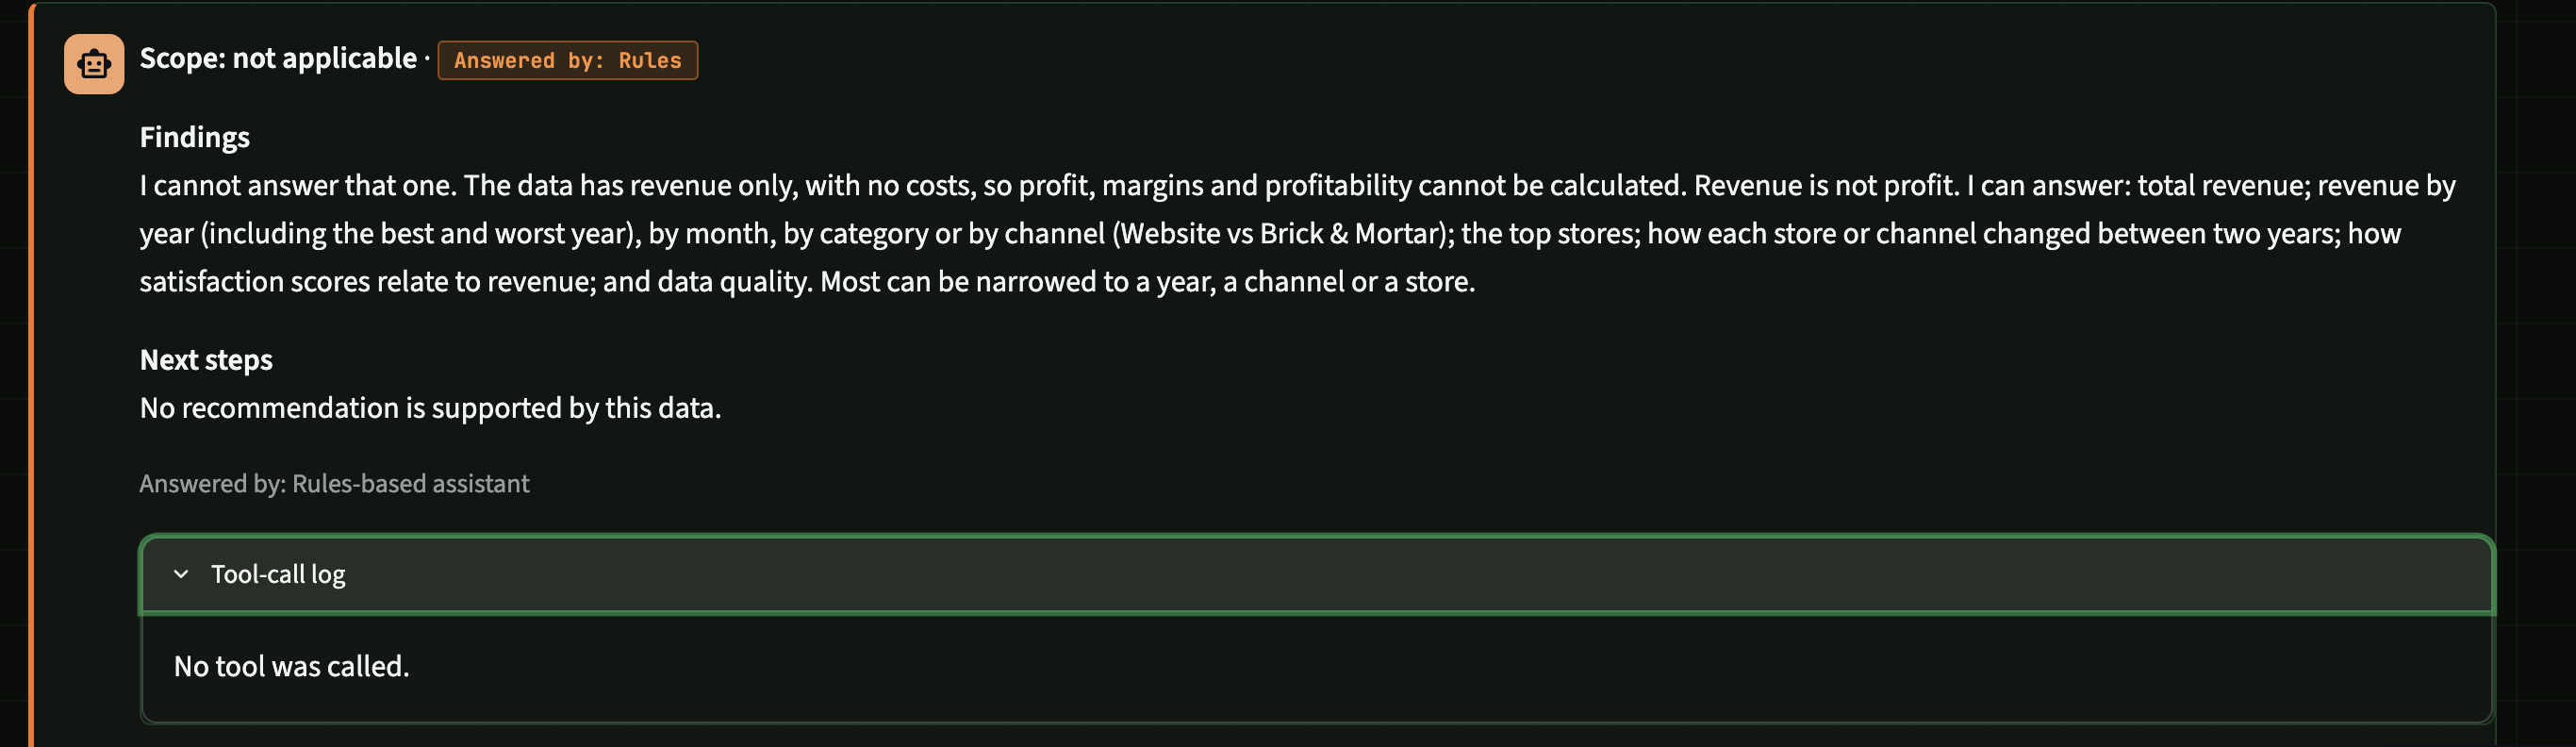 Scope: not applicable · Answered by: Rules
Findings
I cannot answer that one. The data has revenue only, with no costs, so profit, margins and profitability cannot be calculated. Revenue is not profit. I can answer: total revenue; revenue by
year (including the best and worst year), by month, by category or by channel (Website vs Brick & Mortar); the top stores; how each store or channel changed between two years; how
satisfaction scores relate to revenue; and data quality. Most can be narrowed to a year, a channel or a store.
Next steps
No recommendation is supported by this data.
Answered by: Rules-based assistant
Tool-call log
No tool was called.